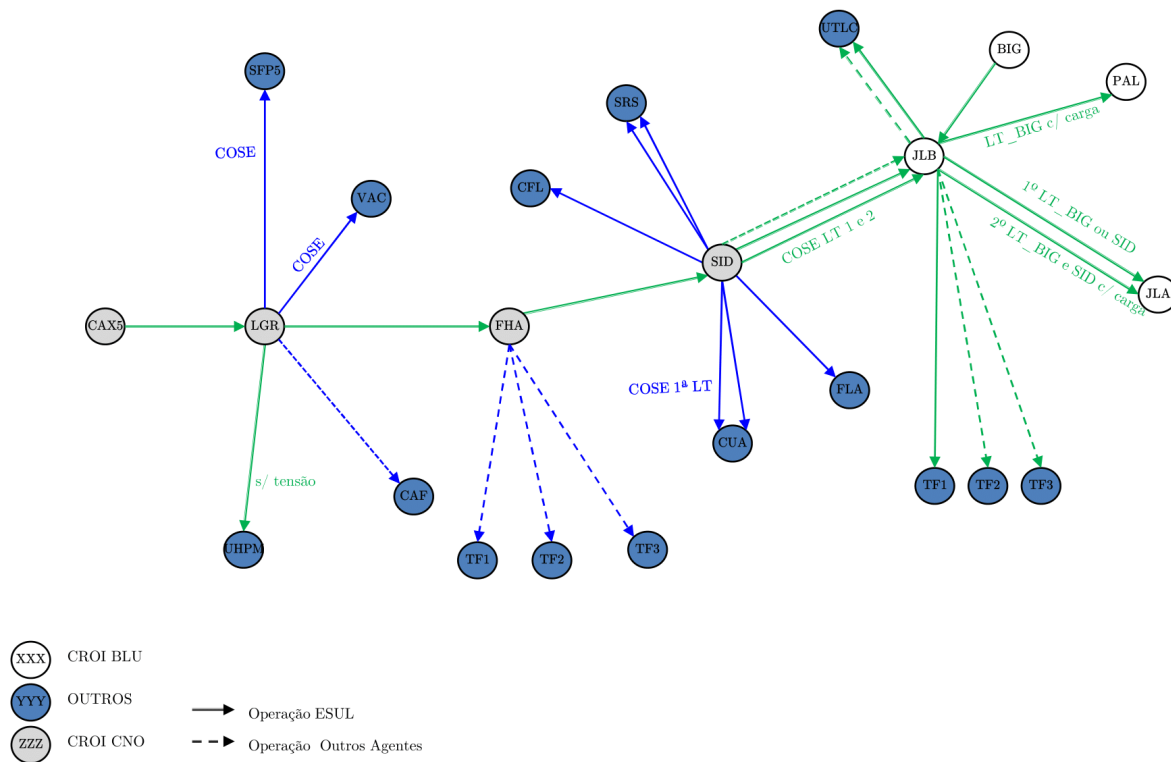 UTLC
BIG
SFP5
PAL
SRS
LT_BIG c/ carga
COSE
JLB
CFL
VAC
1º LT_BIG ou SID
COSE LT 1 e 2
2º LT_BIG e SID c/ carga
COSE
SID
JLA
CAX5
LGR
FHA
COSE 1ª LT
FLA
CUA
s/ tensão
CAF
TF1
TF2
TF3
UHPM
TF1
TF2
TF3
XXX CROI BLU
YYY OUTROS
Operação ESUL
ZZZ CROI CNO
Operação Outros Agentes